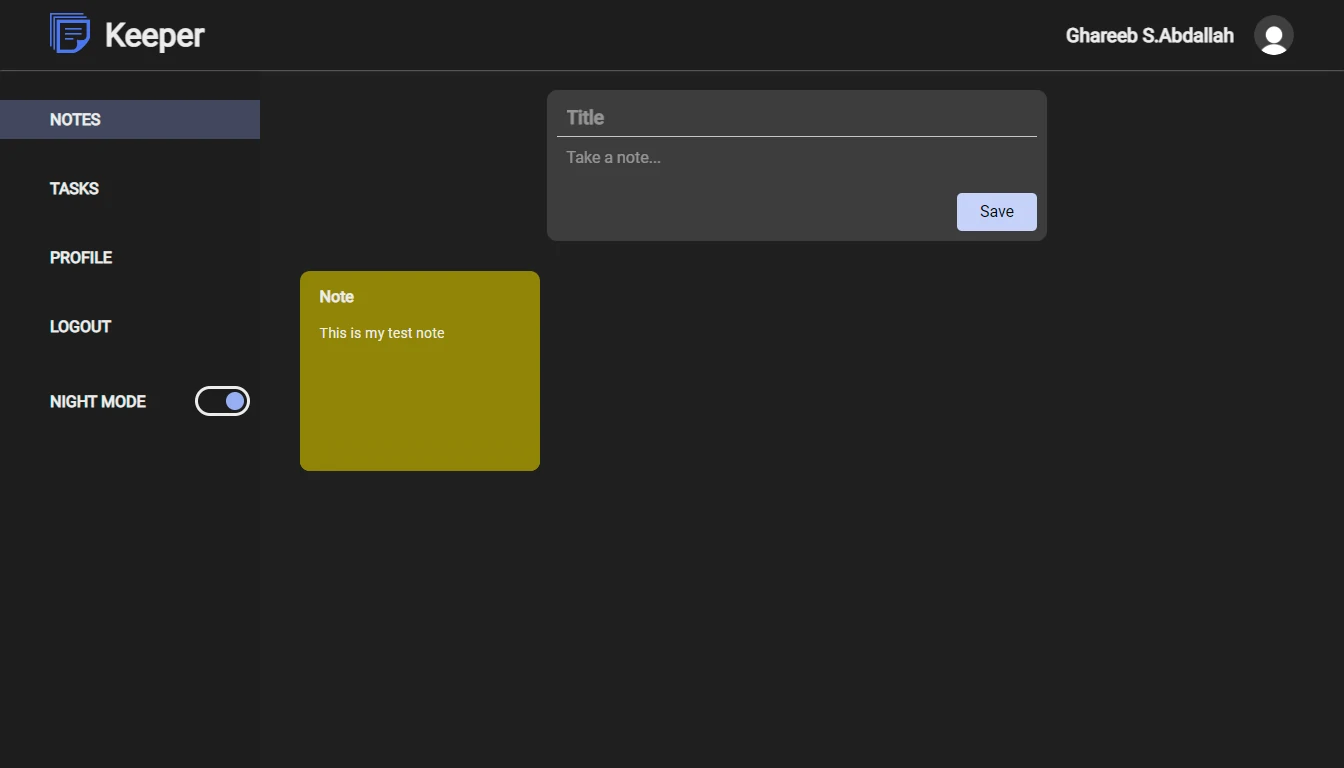 Keeper
Ghareeb S.Abdallah
NOTES
TASKS
PROFILE
LOGOUT
NIGHT MODE
Title
Take a note...
Save
Note
This is my test note